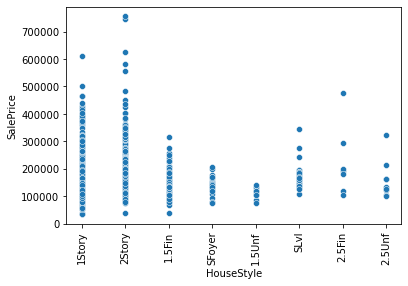 700000
600000
500000
400000
300000
200000
100000
0
SalePrice
1Story
2Story
1.5Fin
SFoyer
1.5Unf
SLvl
2.5Fin
2.5Unf
HouseStyle